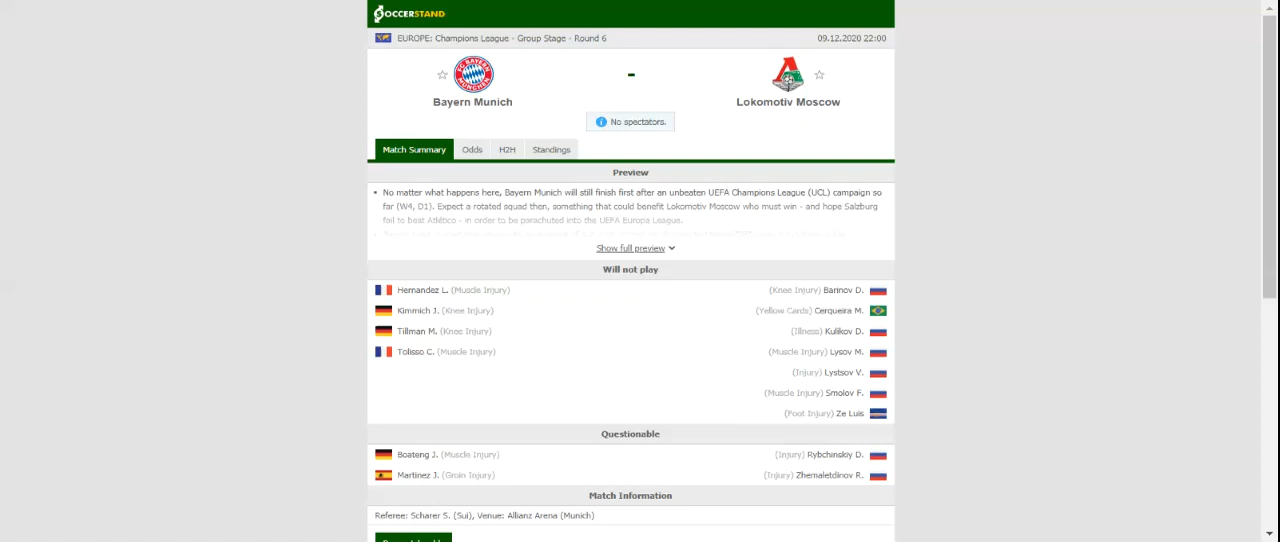 SOCCERSTAND
EUROPE: Champions League - Group Stage - Round 6 09.12.2020 22:00
-
Bayern Munich Lokomotiv Moscow
No spectators.
Match Summary Odds H2H Standings
Preview
No matter what happens here, Bayern Munich will still finish first after an unbeaten UEFA Champions League (UCL) campaign so
far (W4, D1). Expect a rotated squad then, something that could benefit Lokomotiv Moscow who must win - and hope Salzburg
fail to beat Atlético - in order to be parachuted into the UEFA Europa League.
Show full preview
Will not play
Hernandez L. (Muscle Injury) (Knee Injury) Barinov D.
Kimmich J. (Knee Injury) (Yellow Cards) Cerqueira M.
Tillman M. (Knee Injury) (Illness) Kulikov D.
Tolisso C. (Muscle Injury) (Muscle Injury) Lysov M.
(Injury) Lystsov V.
(Muscle Injury) Smolov F.
(Foot Injury) Ze Luis
Questionable
Boateng J. (Muscle Injury) (Injury) Rybchinskiy D.
Martinez J. (Groin Injury) (Injury) Zhemaletdinov R.
Match Information
Referee: Scharer S. (Sui), Venue: Allianz Arena (Munich)